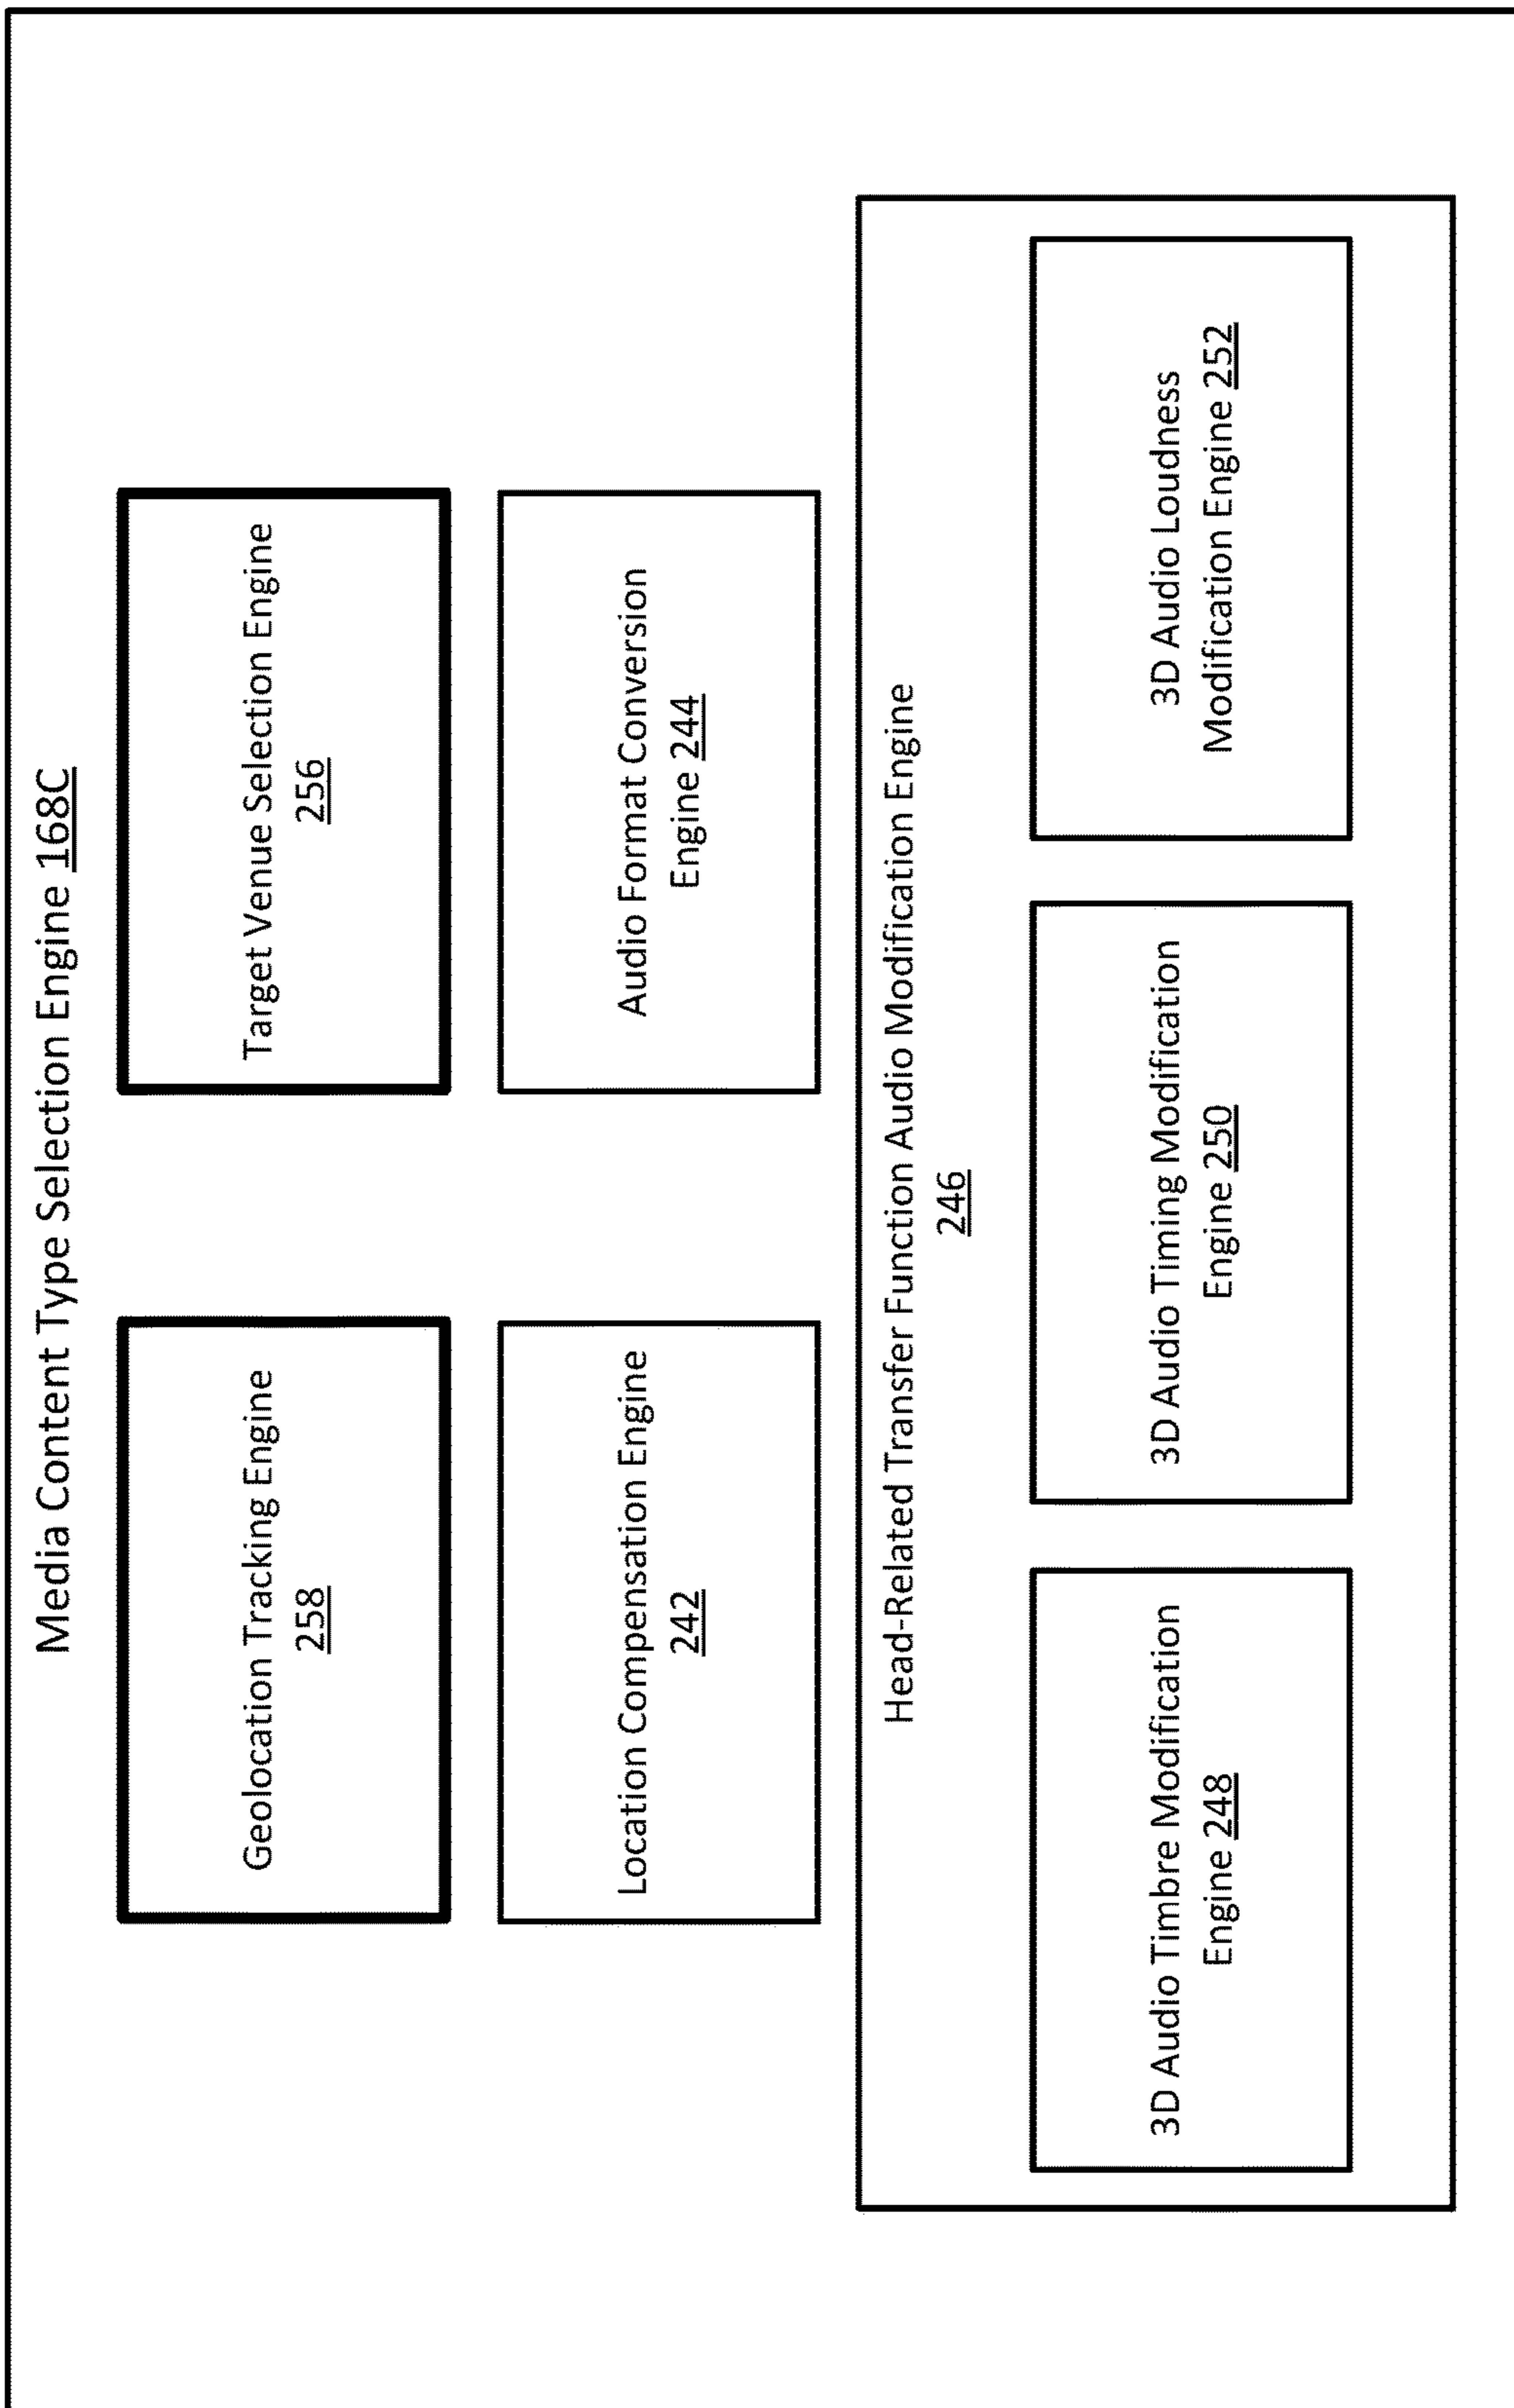 Media Content Type Selection Engine 168C
Geolocation Tracking Engine
258
Target Venue Selection Engine
256
Location Compensation Engine
242
Audio Format Conversion
Engine 244
Head-Related Transfer Function Audio Modification Engine
246
3D Audio Timbre Modification
Engine 248
3D Audio Timing Modification
Engine 250
3D Audio Loudness
Modification Engine 252